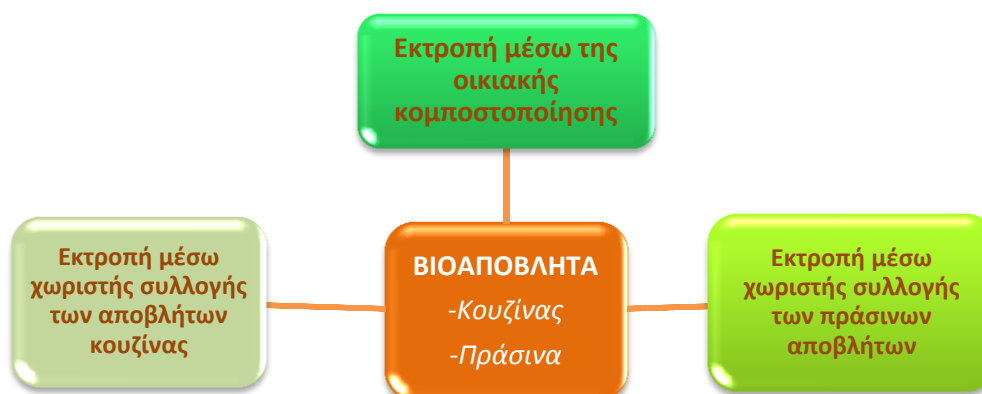 Εκτροπή μέσω της
οικιακής
κομποστοποίησης
Εκτροπή μέσω
χωριστής συλλογής
των αποβλήτων
κουζίνας
ΒΙΟΑΠΟΒΛΗΤΑ
-Κουζίνας
-Πράσινα
Εκτροπή μέσω
χωριστής συλλογής
των πράσινων
αποβλήτων